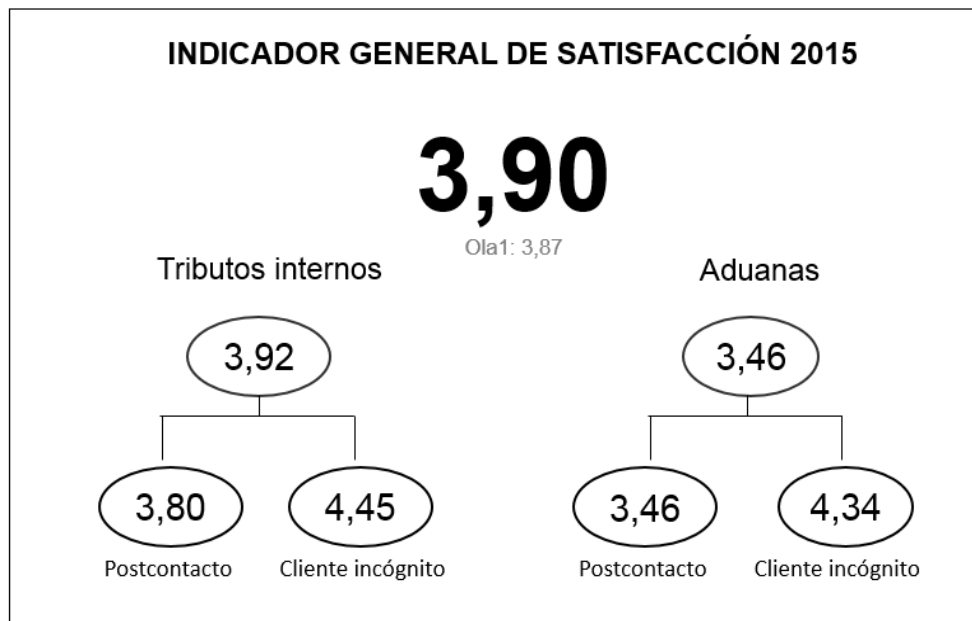 INDICADOR GENERAL DE SATISFACCIÓN 2015
3,90
Ola1: 3,87
Tributos internos
Aduanas
3,92
3,46
3,80
4,45
3,46
4,34
Postcontacto
Cliente incógnito
Postcontacto
Cliente incógnito